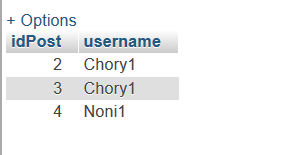 + Options
idPost username
2 Chory1
3 Chory1
4 Noni1